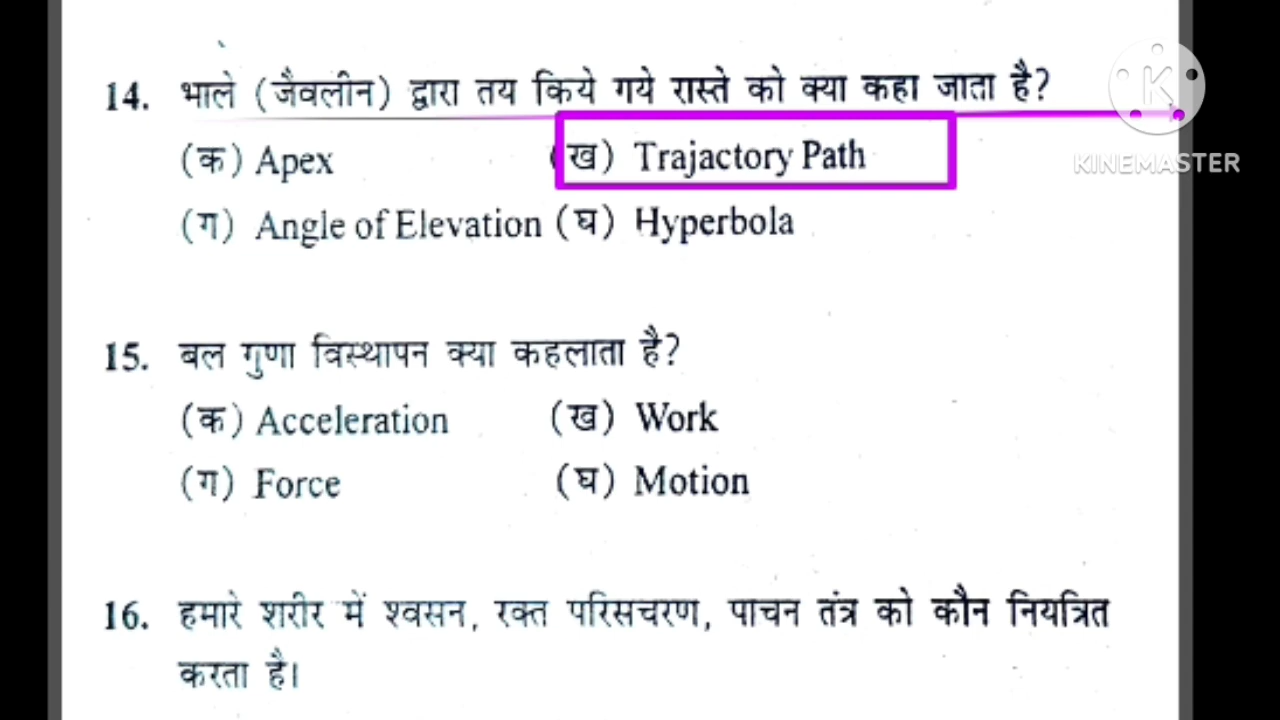 14. भाले (जैवलीन) द्वारा तय किये गये रास्ते को क्या कहा जाता है?
(क) Apex (ख) Trajactory Path
(ग) Angle of Elevation (घ) Hyperbola
KINEMASTER
15. बल गुणा विस्थापन क्या कहलाता है?
(क) Acceleration (ख) Work
(ग) Force (घ) Motion
16. हमारे शरीर में श्वसन, रक्त परिसचरण, पाचन तंत्र को कौन नियत्रित
करता है।